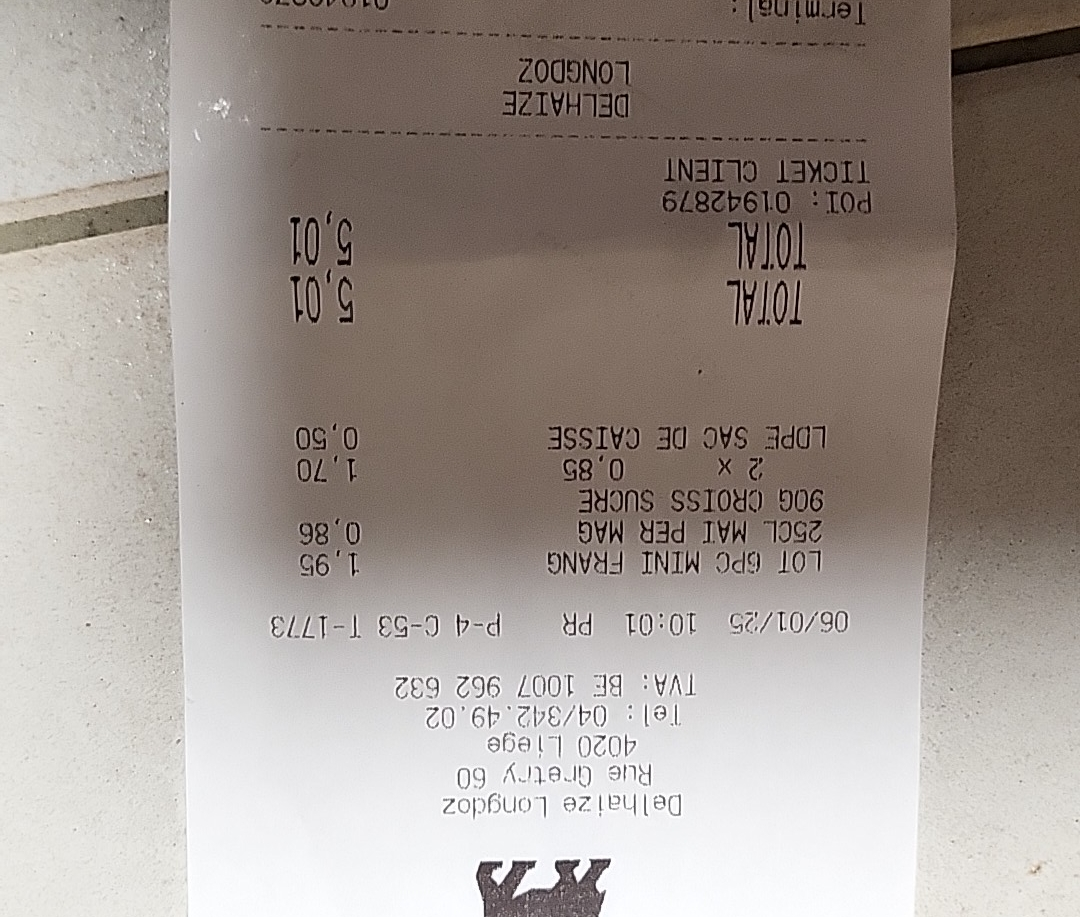 Delhaize Longdoz
Rue Gretry 60
4020 Liege
Tel: 04/342.49.02
TVA: BE 1007 962 632
06/01/25 10:01 PR P-4 C-53 T-1773
LOT 6PC MINI FRANG 1,95
25CL MAI PER MAG 0,86
90G CROISS SUCRE
2 x 0,85 1,70
LDPE SAC DE CAISSE 0,50
TOTAL 5,01
TOTAL 5,01
POI: 01942879
TICKET CLIENT
DELHAIZE
LONGDOZ
Terminal: